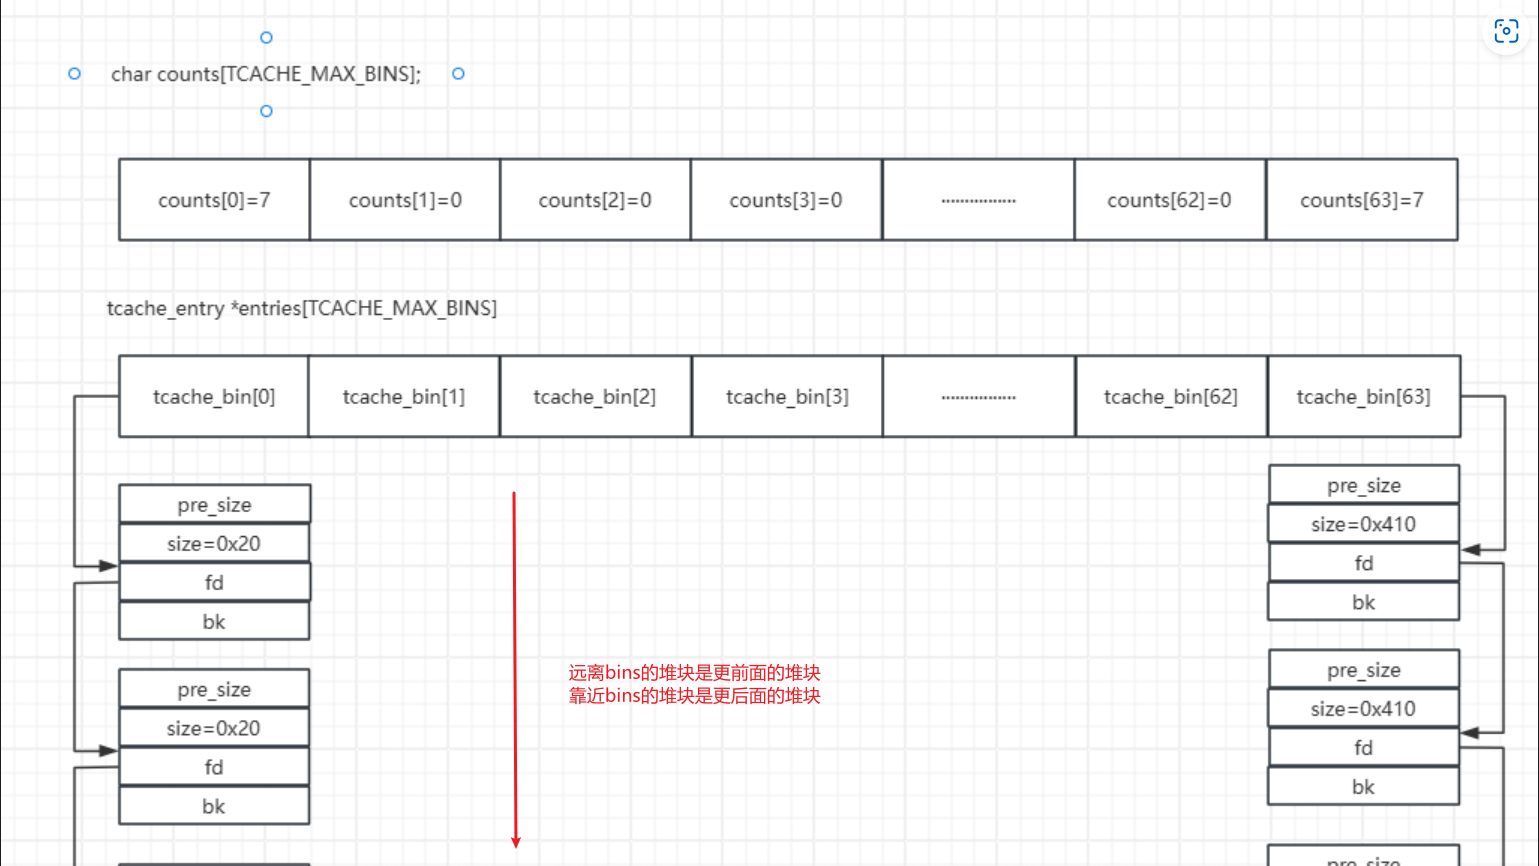 char counts[TCACHE_MAX_BINS];
counts[0]=7 counts[1]=0 counts[2]=0 counts[3]=0 ················ counts[62]=0 counts[63]=7
tcache_entry *entries[TCACHE_MAX_BINS]
tcache_bin[0] tcache_bin[1] tcache_bin[2] tcache_bin[3] ················ tcache_bin[62] tcache_bin[63]
pre_size
size=0x20
fd
bk
pre_size
size=0x20
fd
bk
远离bins的堆块是更前面的堆块
靠近bins的堆块是更后面的堆块
pre_size
size=0x410
fd
bk
pre_size
size=0x410
fd
bk
pre_size